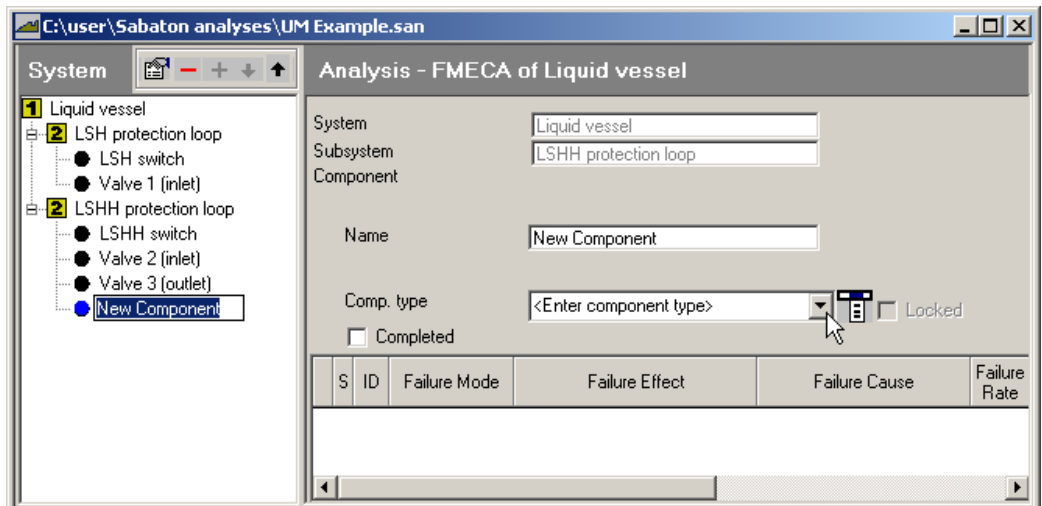 C:\user\Sabaton analyses\UM Example.san
System
Analysis - FMECA of Liquid vessel
1 Liquid vessel
2 LSH protection loop
LSH switch
Valve 1 (inlet)
2 LSHH protection loop
LSHH switch
Valve 2 (inlet)
Valve 3 (outlet)
New Component
System Liquid vessel
Subsystem LSHH protection loop
Component
Name New Component
Comp. type <Enter component type> Locked
Completed
S ID Failure Mode Failure Effect Failure Cause Failure Rate